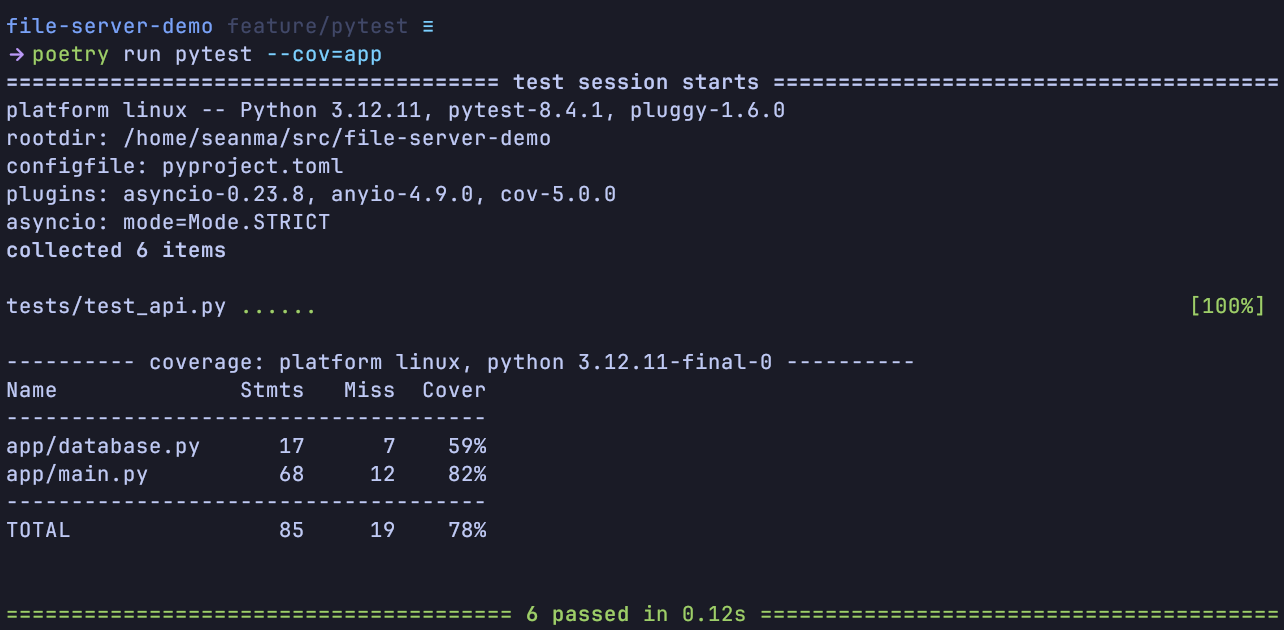 file-server-demo feature/pytest ≡
→ poetry run pytest --cov=app
====================================== test session starts =======================================
platform linux -- Python 3.12.11, pytest-8.4.1, pluggy-1.6.0
rootdir: /home/seanma/src/file-server-demo
configfile: pyproject.toml
plugins: asyncio-0.23.8, anyio-4.9.0, cov-5.0.0
asyncio: mode=Mode.STRICT
collected 6 items

tests/test_api.py ......                                                                   [100%]

---------- coverage: platform linux, python 3.12.11-final-0 ----------
Name              Stmts   Miss  Cover
-------------------------------------
app/database.py      17      7    59%
app/main.py          68     12    82%
-------------------------------------
TOTAL                85     19    78%


======================================= 6 passed in 0.12s ========================================